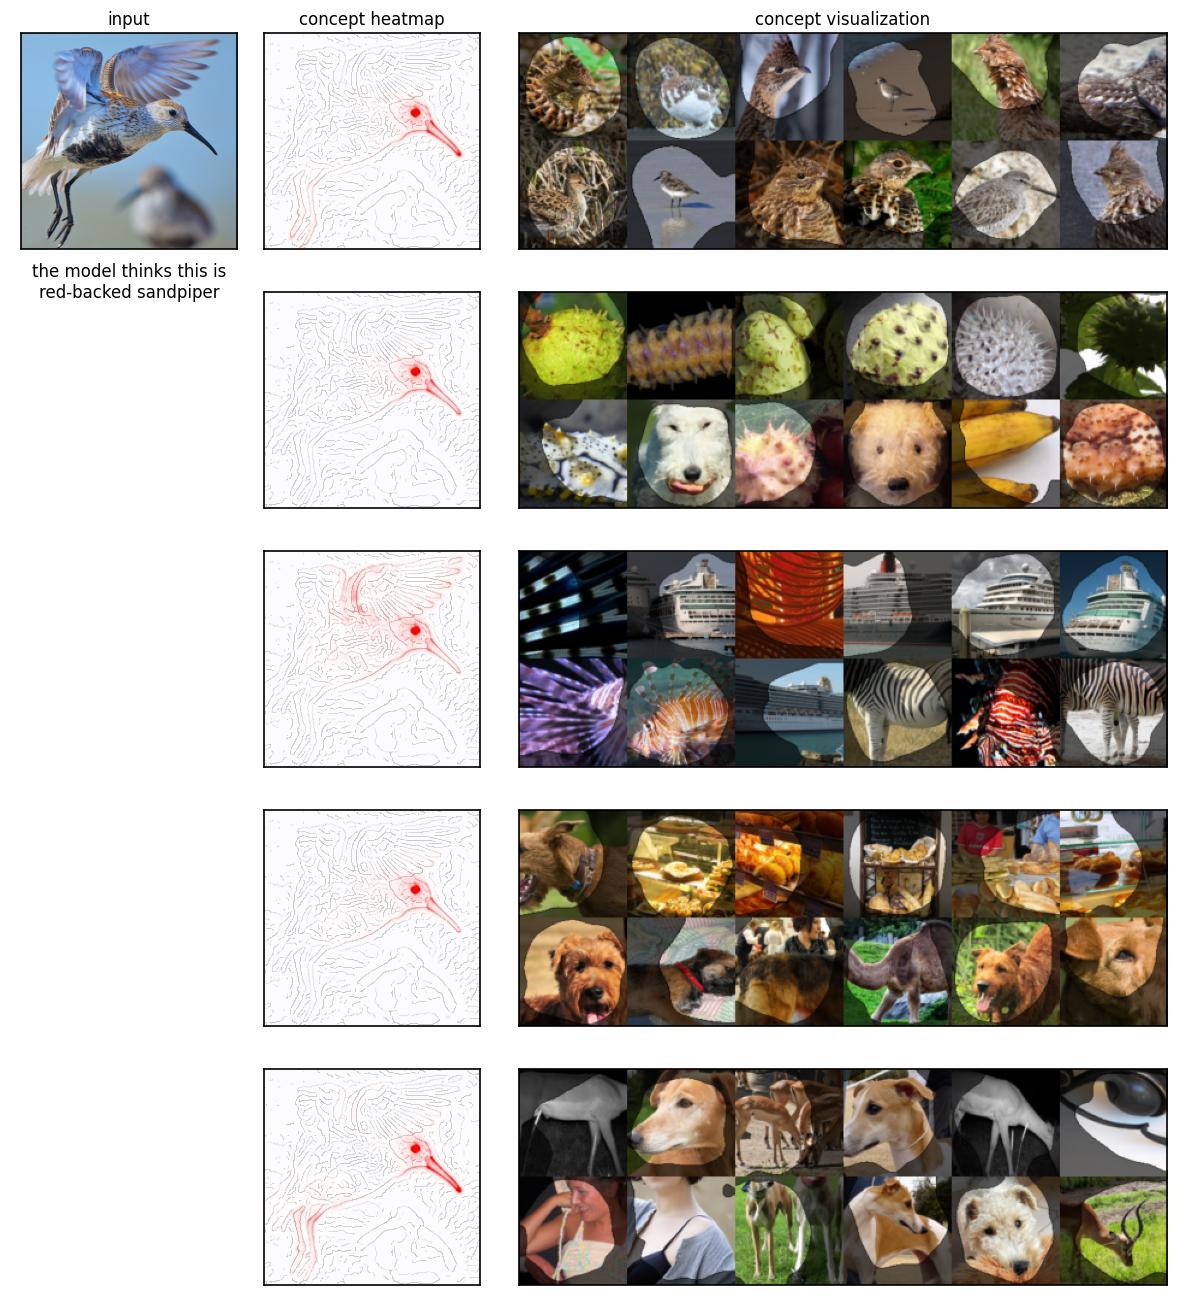 input
concept heatmap
concept visualization
the model thinks this is
red-backed sandpiper